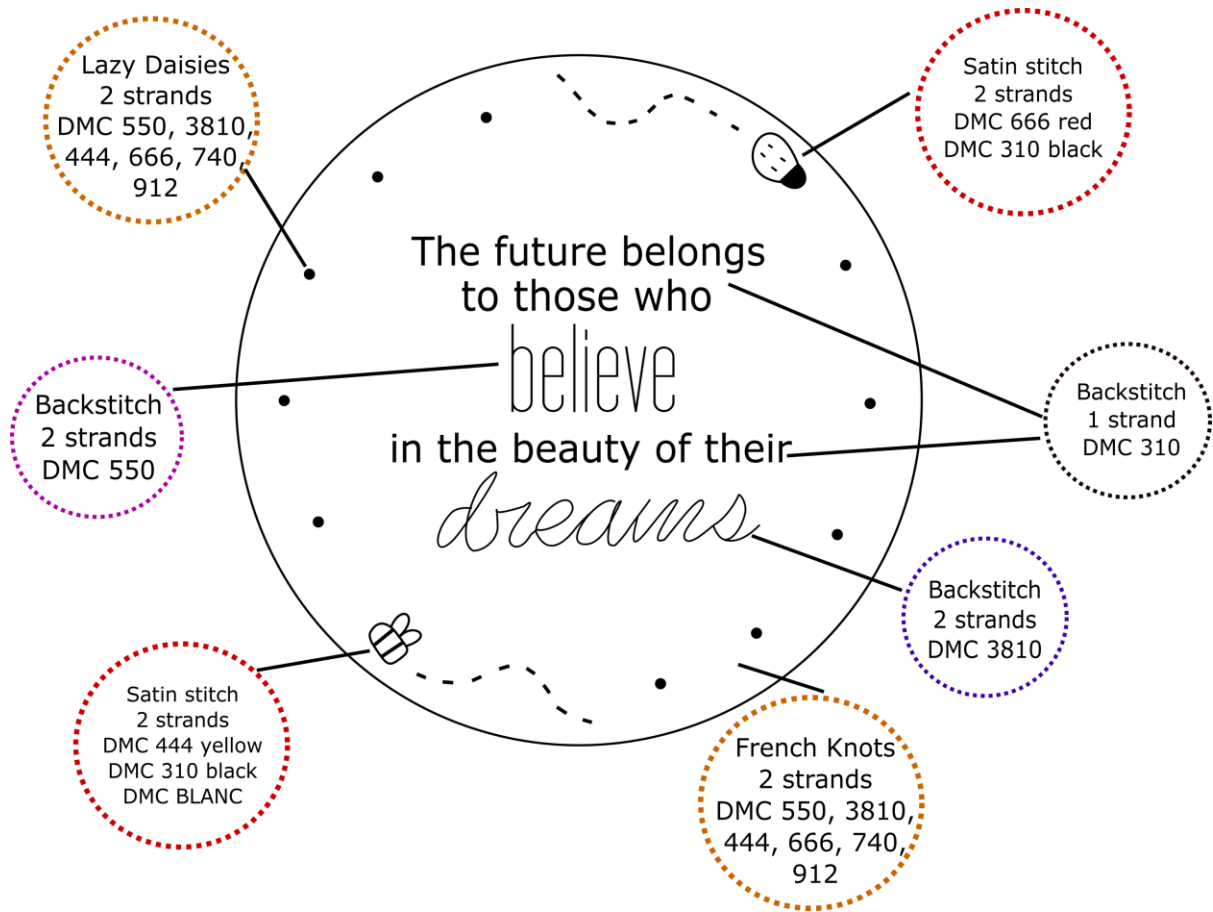 Lazy Daisies
2 strands
DMC 550, 3810,
444, 666, 740,
912
Satin stitch
2 strands
DMC 666 red
DMC 310 black
The future belongs
to those who
believe
in the beauty of their
dreams
Backstitch
2 strands
DMC 550
Backstitch
1 strand
DMC 310
Backstitch
2 strands
DMC 3810
Satin stitch
2 strands
DMC 444 yellow
DMC 310 black
DMC BLANC
French Knots
2 strands
DMC 550, 3810,
444, 666, 740,
912